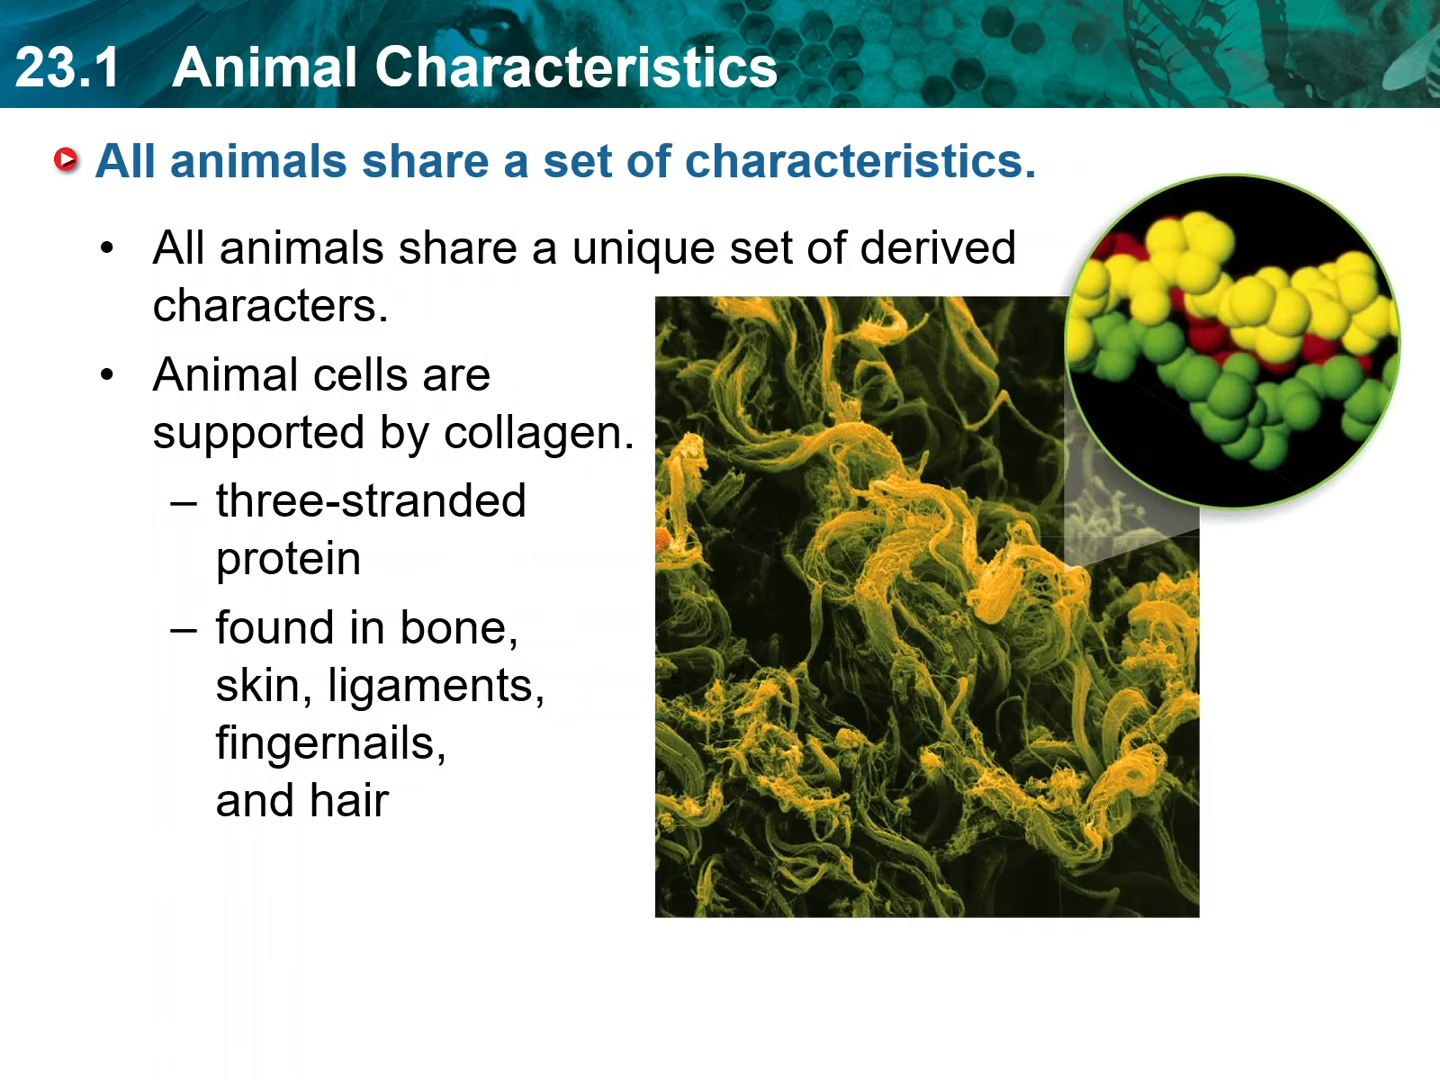 23.1 Animal Characteristics
All animals share a set of characteristics.
• All animals share a unique set of derived
characters.
• Animal cells are
supported by collagen.
– three-stranded
protein
– found in bone,
skin, ligaments,
fingernails,
and hair